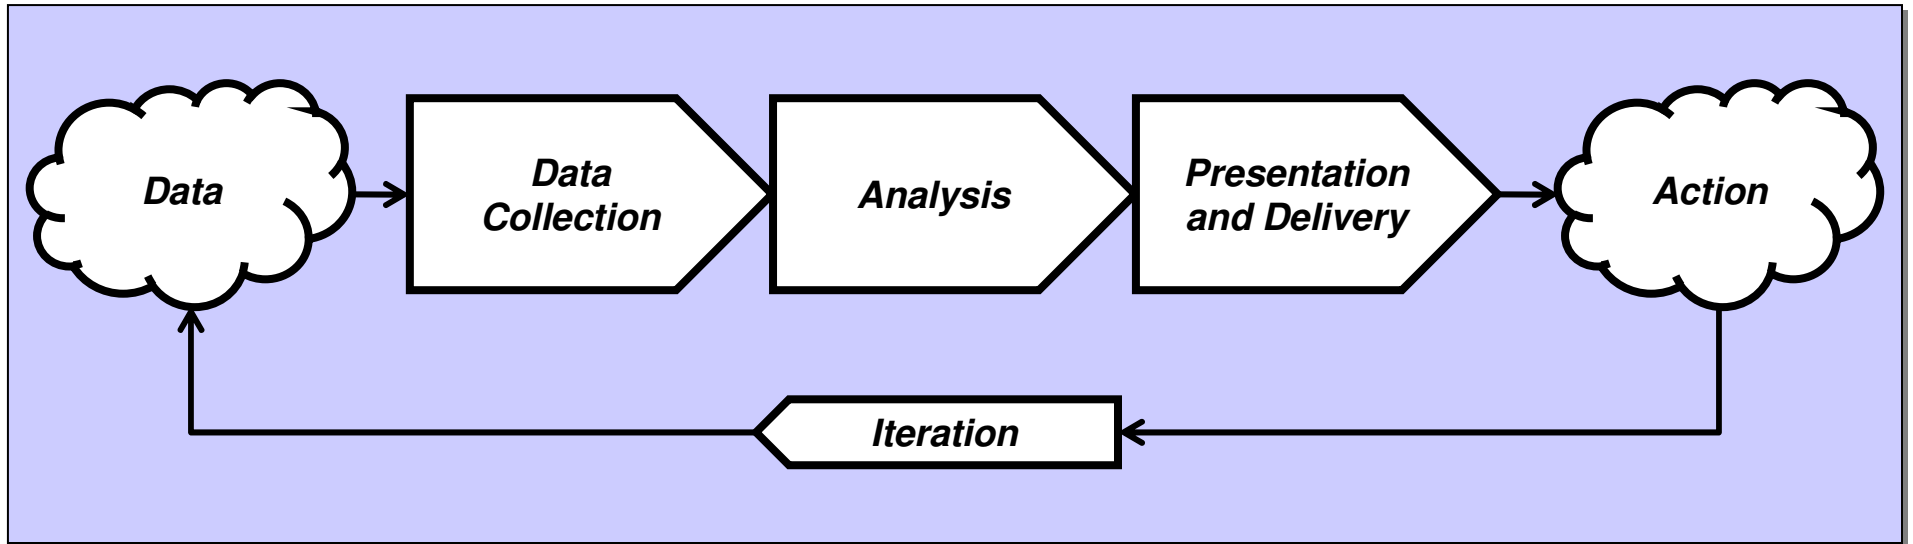 Data
Data
Collection
Analysis
Presentation
and Delivery
Action
Iteration